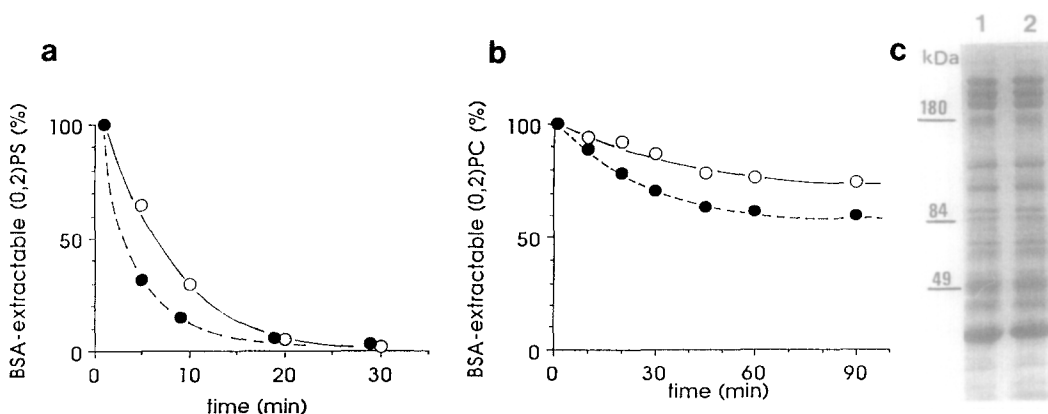 a
BSA-extractable (0,2)PS (%)
100
50
0
0 10 20 30
time (min)
b
BSA-extractable (0,2)PC (%)
100
50
0
0 30 60 90
time (min)
c
1 2
kDa
180
84
49